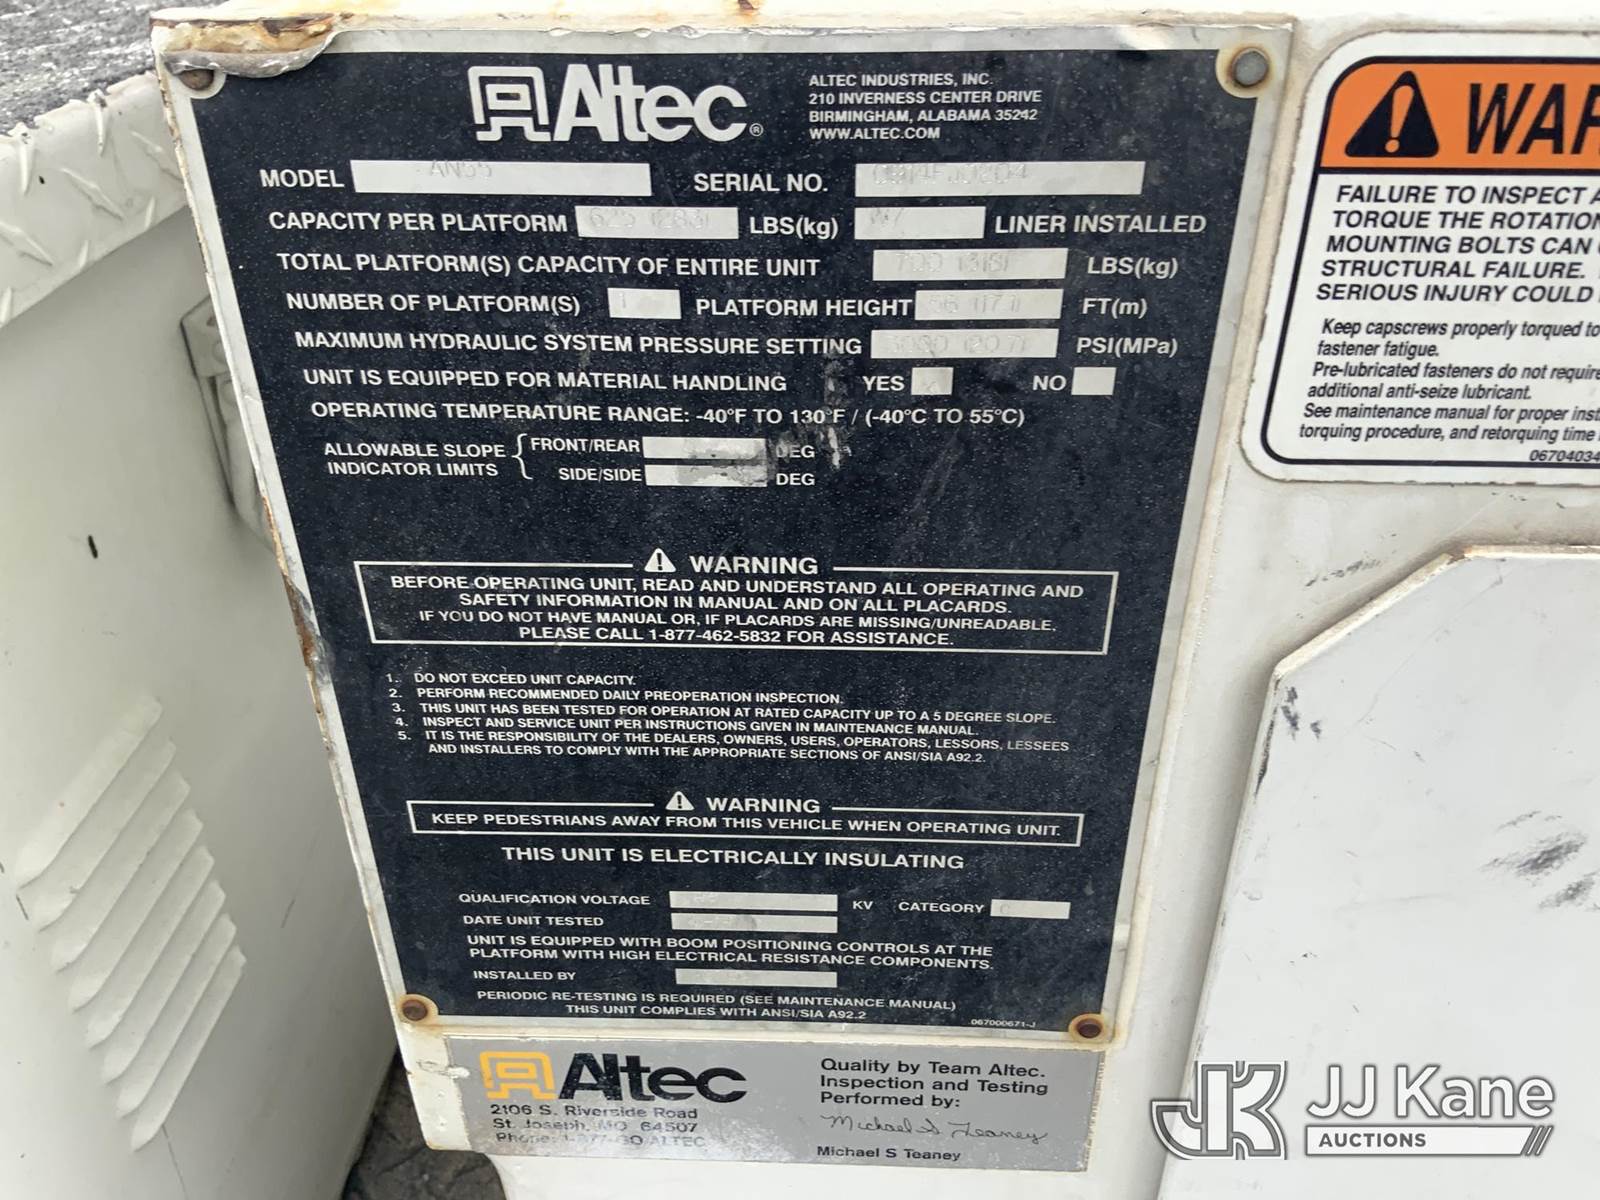 Altec®
ALTEC INDUSTRIES, INC.
210 INVERNESS CENTER DRIVE
BIRMINGHAM, ALABAMA 35242
WWW.ALTEC.COM
MODEL AN55 SERIAL NO.
CAPACITY PER PLATFORM 625 (283) LBS(kg) LINER INSTALLED
TOTAL PLATFORM(S) CAPACITY OF ENTIRE UNIT 700 (318) LBS(kg)
NUMBER OF PLATFORM(S) 1 PLATFORM HEIGHT FT(m)
MAXIMUM HYDRAULIC SYSTEM PRESSURE SETTING PSI(MPa)
UNIT IS EQUIPPED FOR MATERIAL HANDLING YES X NO
OPERATING TEMPERATURE RANGE: -40°F TO 130°F / (-40°C TO 55°C)
ALLOWABLE SLOPE INDICATOR LIMITS { FRONT/REAR DEG
SIDE/SIDE DEG
WARNING
BEFORE OPERATING UNIT, READ AND UNDERSTAND ALL OPERATING AND
SAFETY INFORMATION IN MANUAL AND ON ALL PLACARDS.
IF YOU DO NOT HAVE MANUAL OR, IF PLACARDS ARE MISSING/UNREADABLE,
PLEASE CALL 1-877-462-5832 FOR ASSISTANCE.
1. DO NOT EXCEED UNIT CAPACITY.
2. PERFORM RECOMMENDED DAILY PREOPERATION INSPECTION.
3. THIS UNIT HAS BEEN TESTED FOR OPERATION AT RATED CAPACITY UP TO A 5 DEGREE SLOPE.
4. INSPECT AND SERVICE UNIT PER INSTRUCTIONS GIVEN IN MAINTENANCE MANUAL.
5. IT IS THE RESPONSIBILITY OF THE DEALERS, OWNERS, USERS, OPERATORS, LESSORS, LESSEES
AND INSTALLERS TO COMPLY WITH THE APPROPRIATE SECTIONS OF ANSI/SIA A92.2.
WARNING
KEEP PEDESTRIANS AWAY FROM THIS VEHICLE WHEN OPERATING UNIT.
THIS UNIT IS ELECTRICALLY INSULATING
QUALIFICATION VOLTAGE KV CATEGORY C
DATE UNIT TESTED
UNIT IS EQUIPPED WITH BOOM POSITIONING CONTROLS AT THE
PLATFORM WITH HIGH ELECTRICAL RESISTANCE COMPONENTS.
INSTALLED BY
PERIODIC RE-TESTING IS REQUIRED (SEE MAINTENANCE MANUAL)
THIS UNIT COMPLIES WITH ANSI/SIA A92.2
067000671-J
Altec
2106 S. Riverside Road
St. Joseph, MO 64507
Phone: 1-877-GO ALTEC
Quality by Team Altec.
Inspection and Testing
Performed by:
Michael S Teaney
Michael S Teaney
WAR
FAILURE TO INSPECT A
TORQUE THE ROTATION
MOUNTING BOLTS CAN
STRUCTURAL FAILURE.
SERIOUS INJURY COULD
Keep capscrews properly torqued to
fastener fatigue.
Pre-lubricated fasteners do not require
additional anti-seize lubricant.
See maintenance manual for proper inst
torquing procedure, and retorquing time
06704034
JK JJ Kane
AUCTIONS